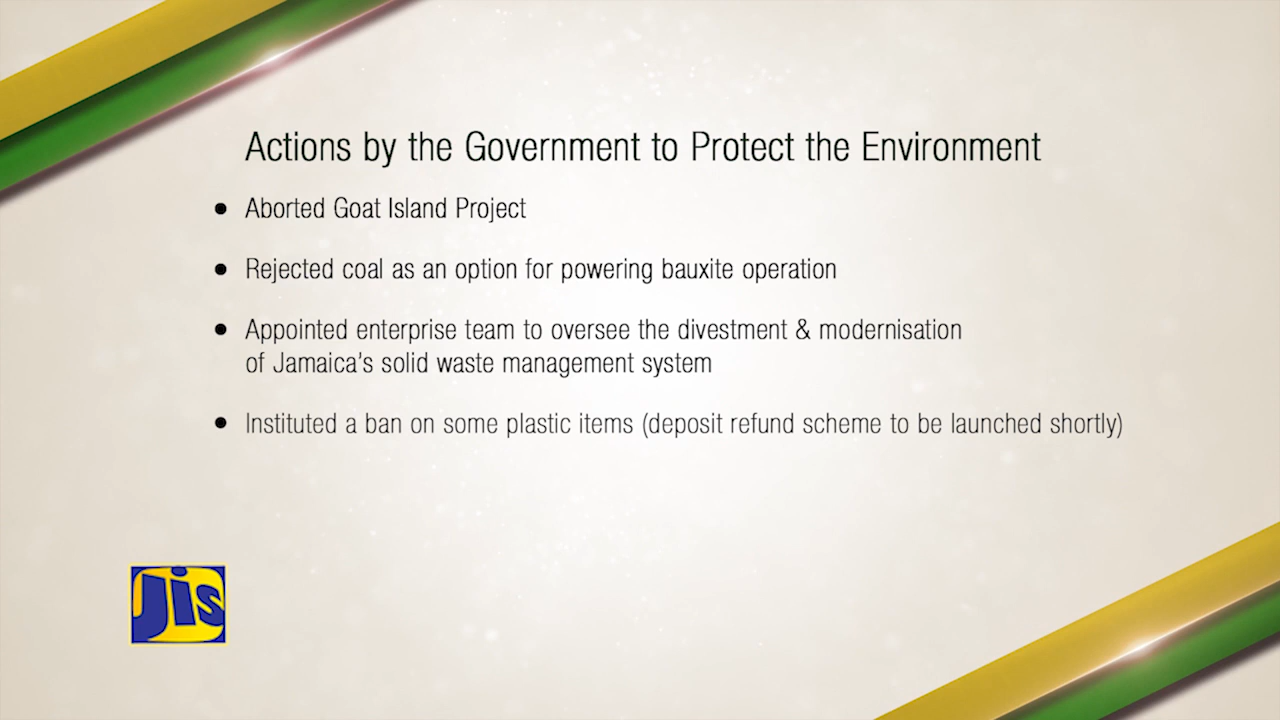 Actions by the Government to Protect the Environment
● Aborted Goat Island Project
● Rejected coal as an option for powering bauxite operation
● Appointed enterprise team to oversee the divestment & modernisation
of Jamaica's solid waste management system
● Instituted a ban on some plastic items (deposit refund scheme to be launched shortly)
Jis